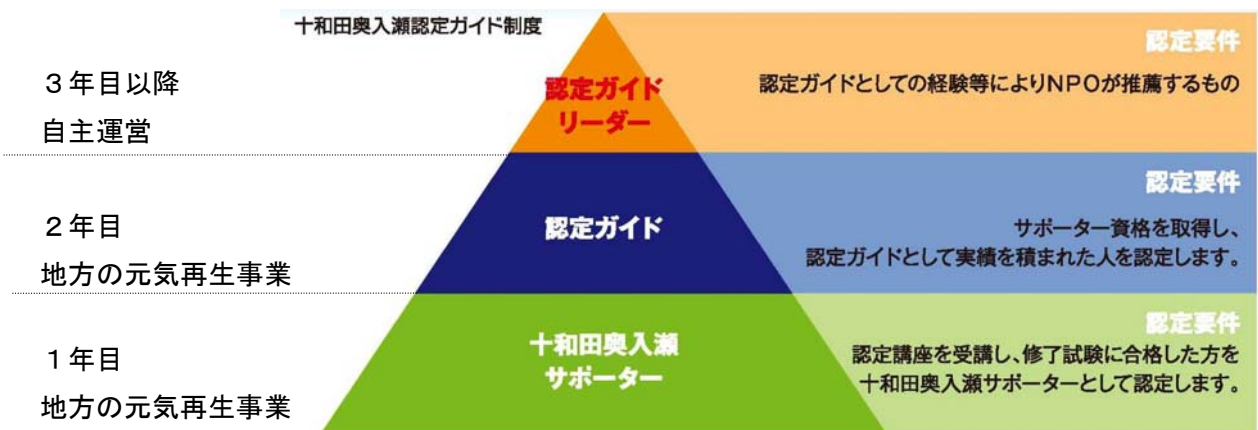 十和田奥入瀬認定ガイド制度
３年目以降
自主運営
認定ガイド
リーダー
認定要件
認定ガイドとしての経験等によりNPOが推薦するもの
２年目
地方の元気再生事業
認定ガイド
認定要件
サポーター資格を取得し、
認定ガイドとして実績を積まれた人を認定します。
１年目
地方の元気再生事業
十和田奥入瀬
サポーター
認定要件
認定講座を受講し、修了試験に合格した方を
十和田奥入瀬サポーターとして認定します。